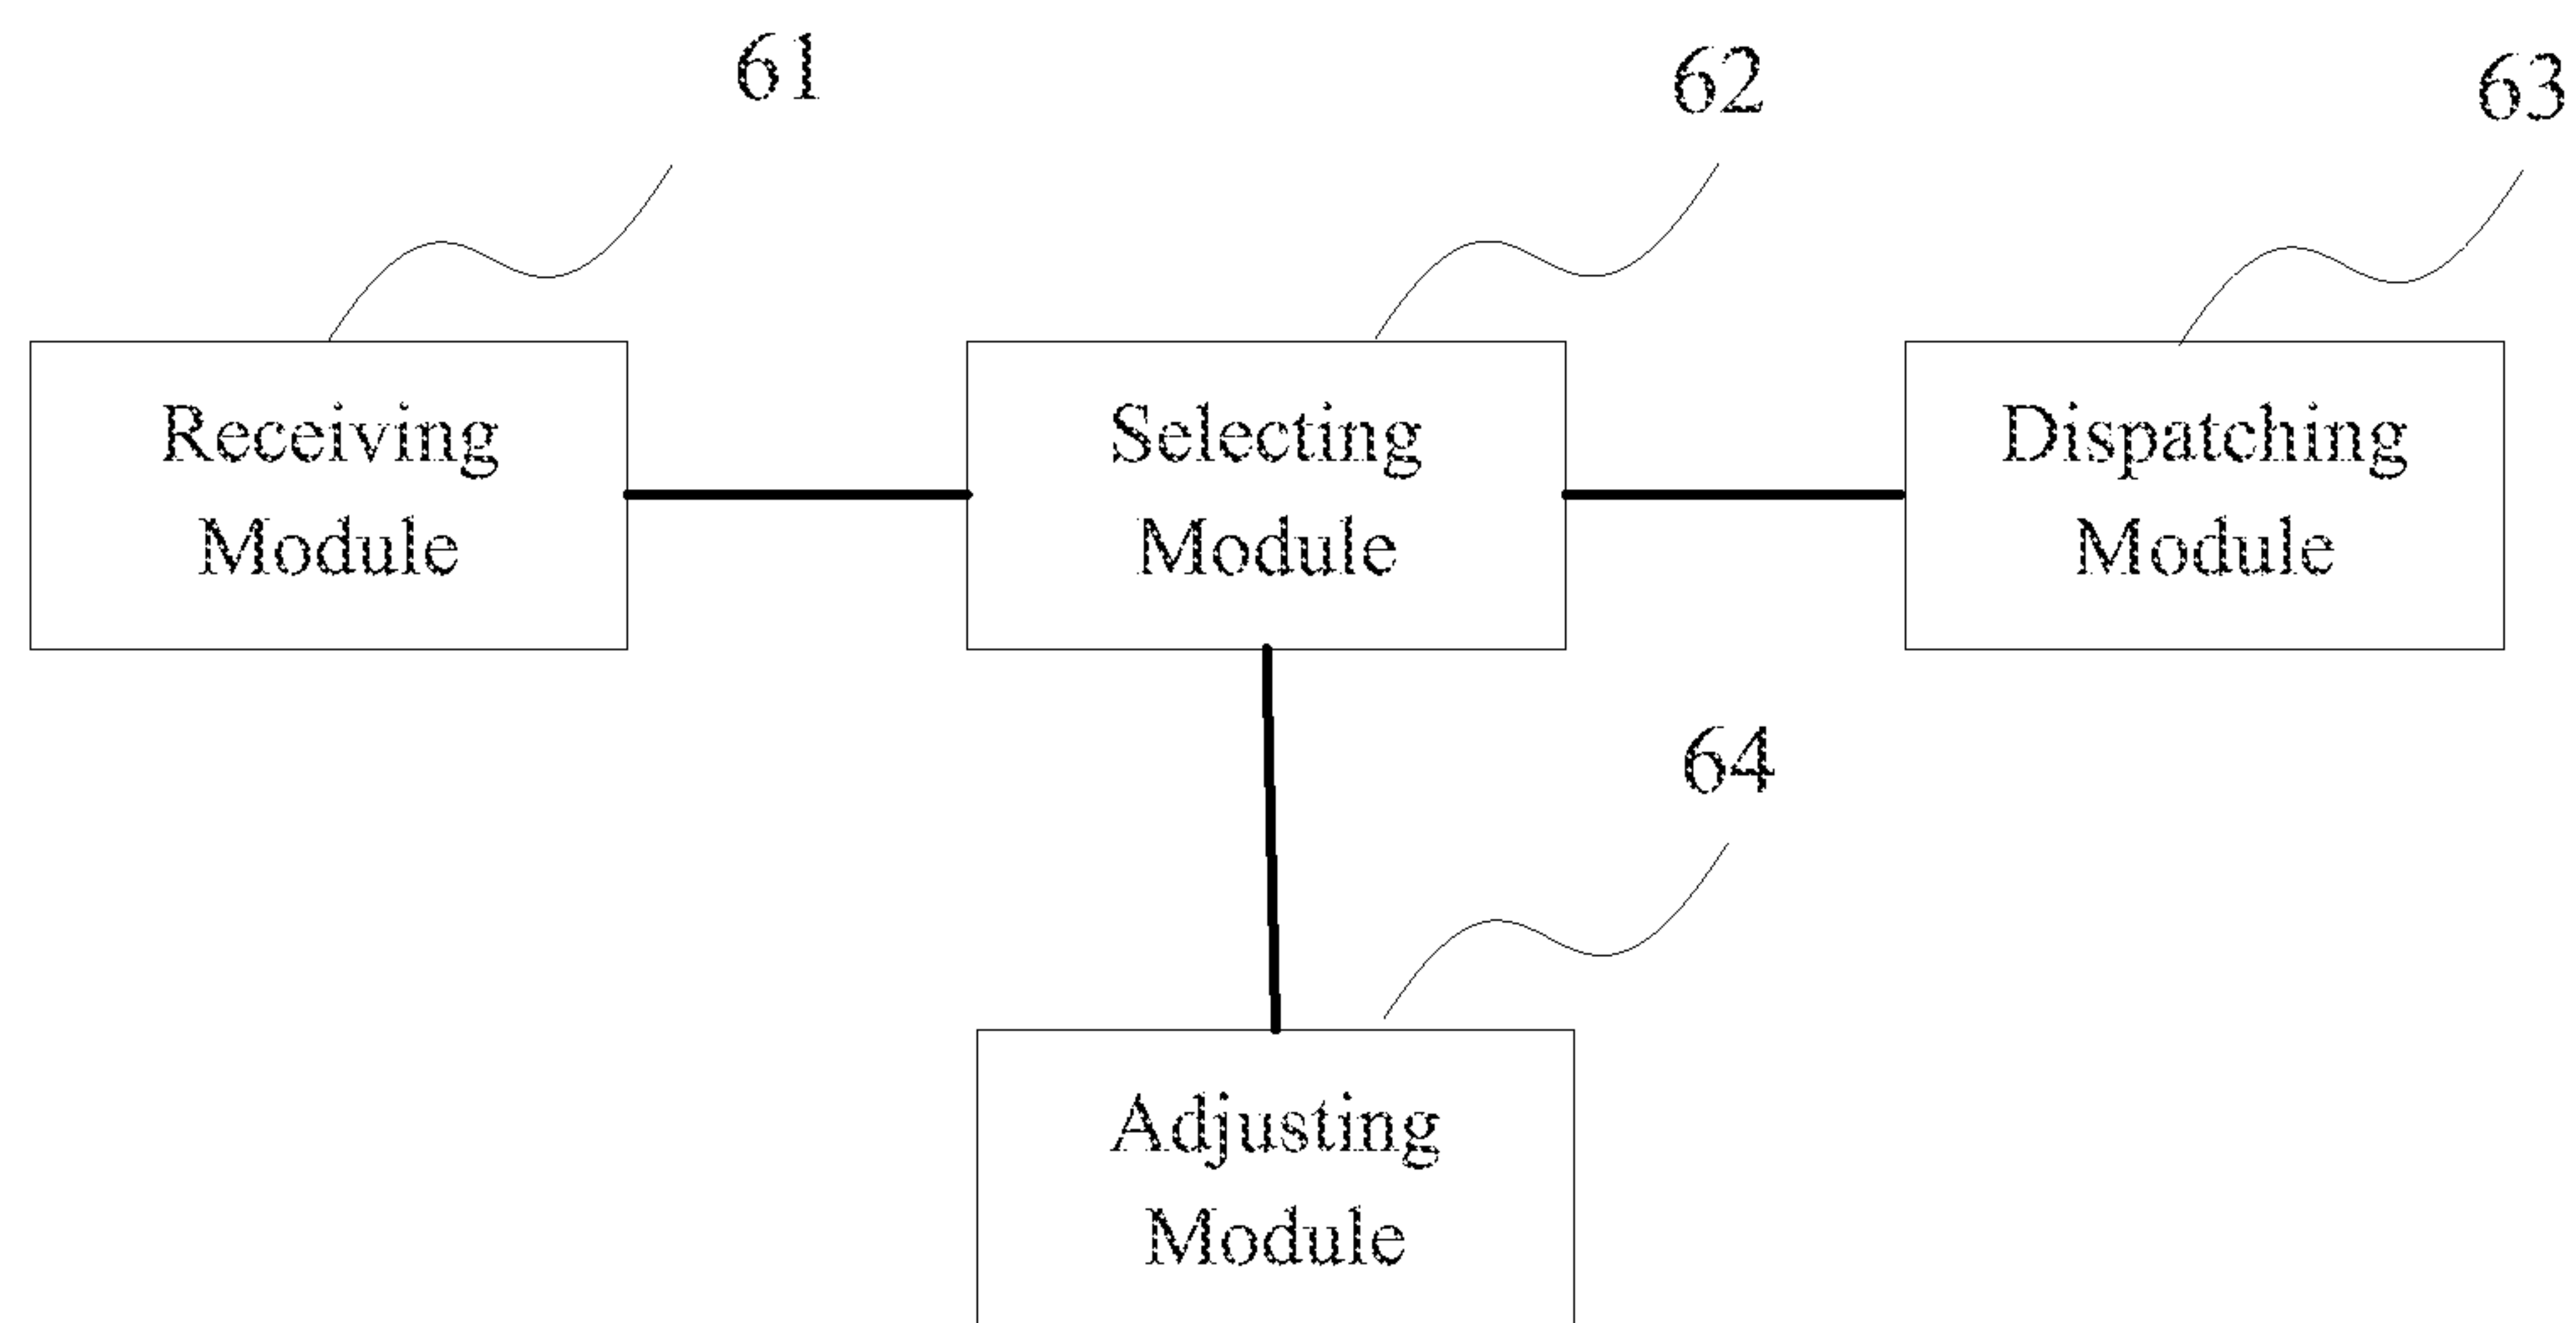 61
62
63
Receiving
Module
Selecting
Module
Dispatching
Module
64
Adjusting
Module